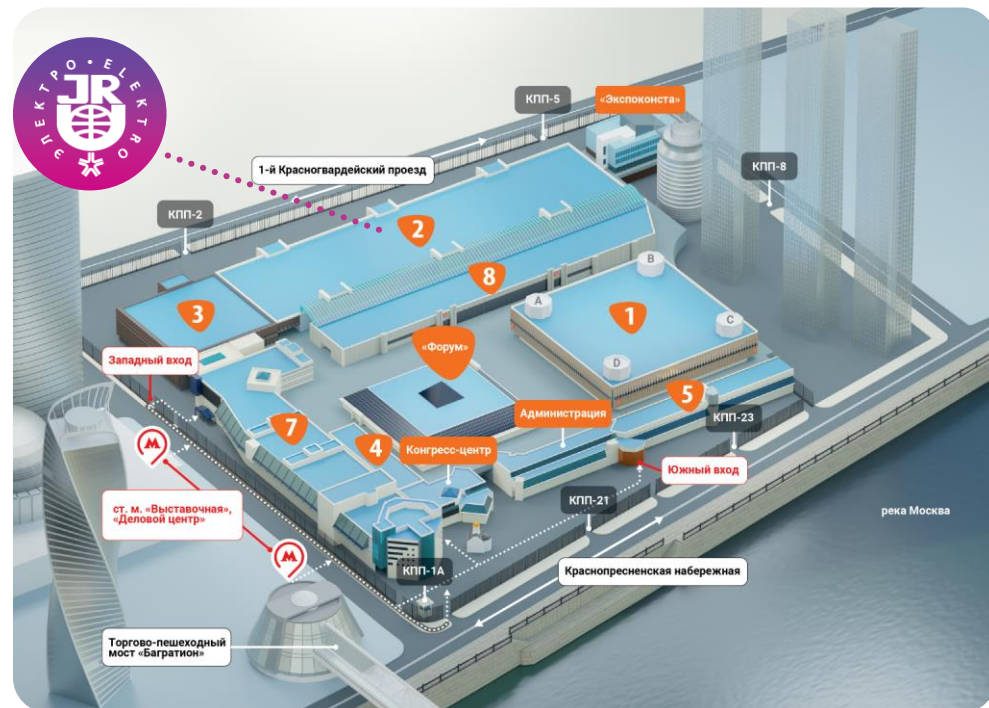 ЭЛЕКТРО • ELEKTRO
JR
КПП-5
«Экспоконста»
КПП-8
1-й Красногвардейский проезд
КПП-2
2
8
B
A
1
C
3
«Форум»
D
Западный вход
5
Администрация
КПП-23
7
4
Конгресс-центр
Южный вход
ст. м. «Выставочная»,
«Деловой центр»
КПП-21
река Москва
КПП-1А
Краснопресненская набережная
Торгово-пешеходный
мост «Багратион»